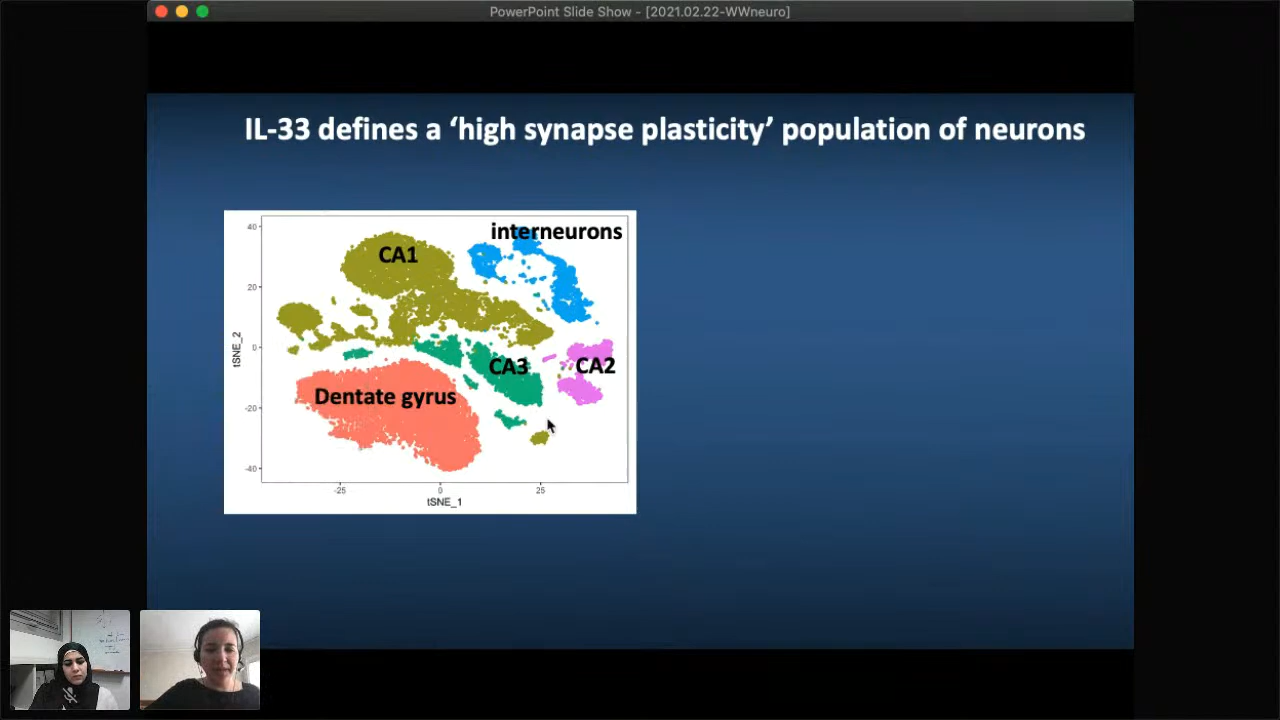 PowerPoint Slide Show - [2021.02.22-WWneuro]
IL-33 defines a ‘high synapse plasticity’ population of neurons
interneurons
CA1
CA3
CA2
Dentate gyrus
40
20
0
-20
-40
tSNE_2
-25
0
25
tSNE_1